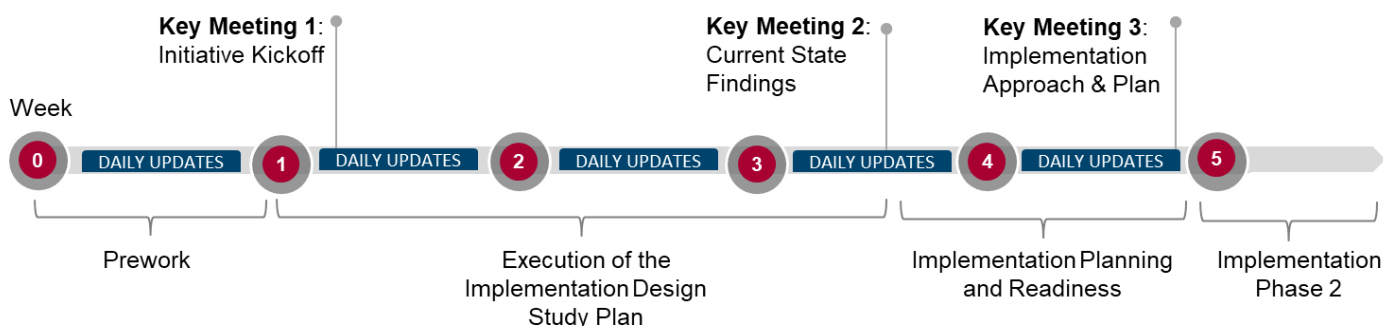 Key Meeting 1:
Initiative Kickoff
Key Meeting 2:
Current State
Findings
Key Meeting 3:
Implementation
Approach & Plan
Week
0
DAILY UPDATES
1
DAILY UPDATES
2
DAILY UPDATES
3
DAILY UPDATES
4
DAILY UPDATES
5
Prework
Execution of the
Implementation Design
Study Plan
Implementation Planning
and Readiness
Implementation
Phase 2